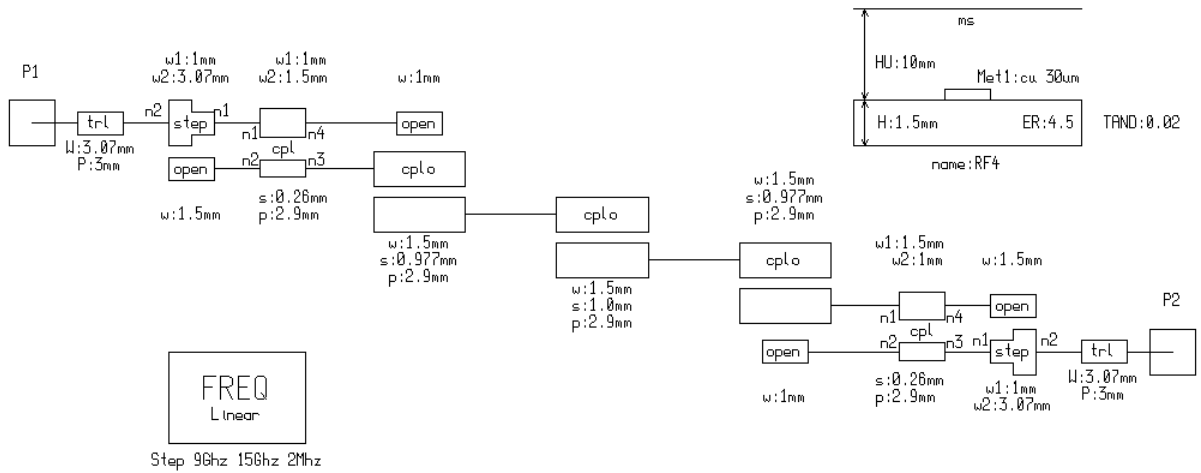 ms
HU:10mm
Met1:cu 30um
H:1.5mm
ER:4.5
TAND:0.02
name:RF4
P1
w1:1mm
w2:3.07mm
w1:1mm
w2:1.5mm
w:1mm
n2
step
n1
trl
W:3.07mm
P:3mm
n1
n4
cpl
open
open
n2
n3
cplo
w:1.5mm
s:0.26mm
p:2.9mm
w:1.5mm
s:0.977mm
p:2.9mm
cplo
w:1.5mm
s:1.0mm
p:2.9mm
w:1.5mm
s:0.977mm
p:2.9mm
cplo
w1:1.5mm
w2:1mm
w:1.5mm
n1
n4
cpl
open
open
n2
n3
n1
step
n2
trl
P2
w:1mm
s:0.26mm
p:2.9mm
w1:1mm
w2:3.07mm
W:3.07mm
P:3mm
FREQ
Linear
Step 9Ghz 15Ghz 2Mhz